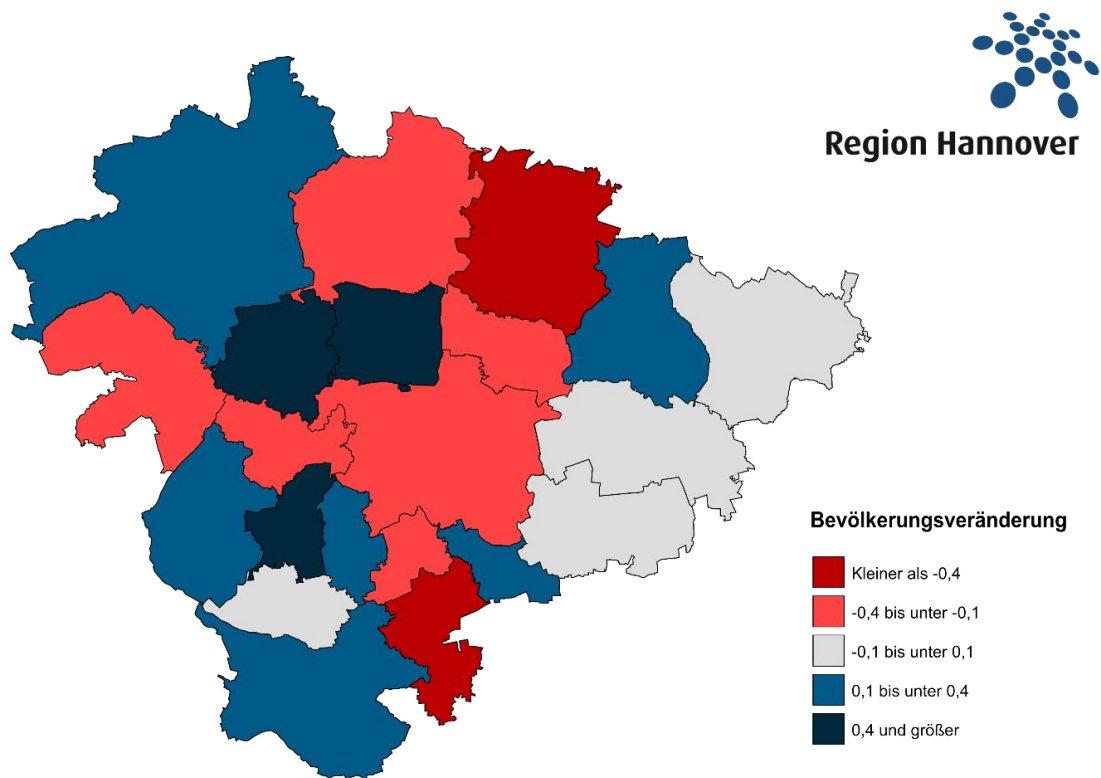 Region Hannover
Bevölkerungsveränderung
Kleiner als -0,4
-0,4 bis unter -0,1
-0,1 bis unter 0,1
0,1 bis unter 0,4
0,4 und größer